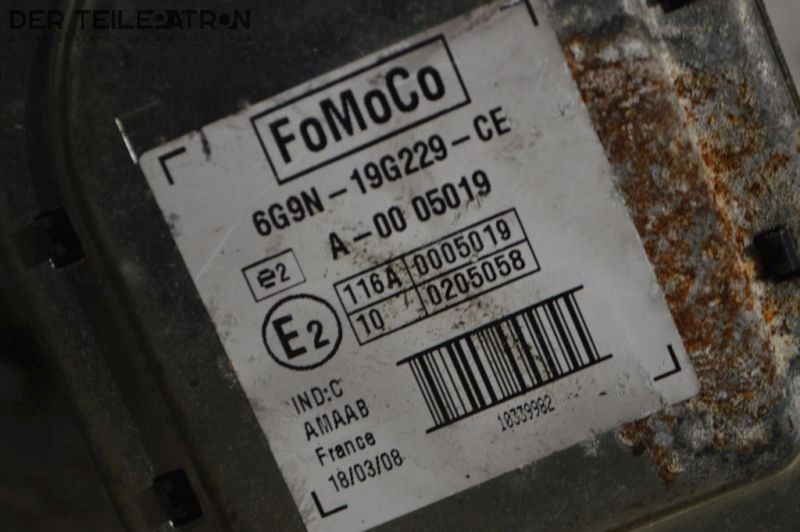 DER TEILEPATRON
FoMoCo
6G9N-19G229-CE
A-00 05019
e2
116A 0005019
10 0205058
E2
IND:C
AMAAB
France
18/03/08
10339982